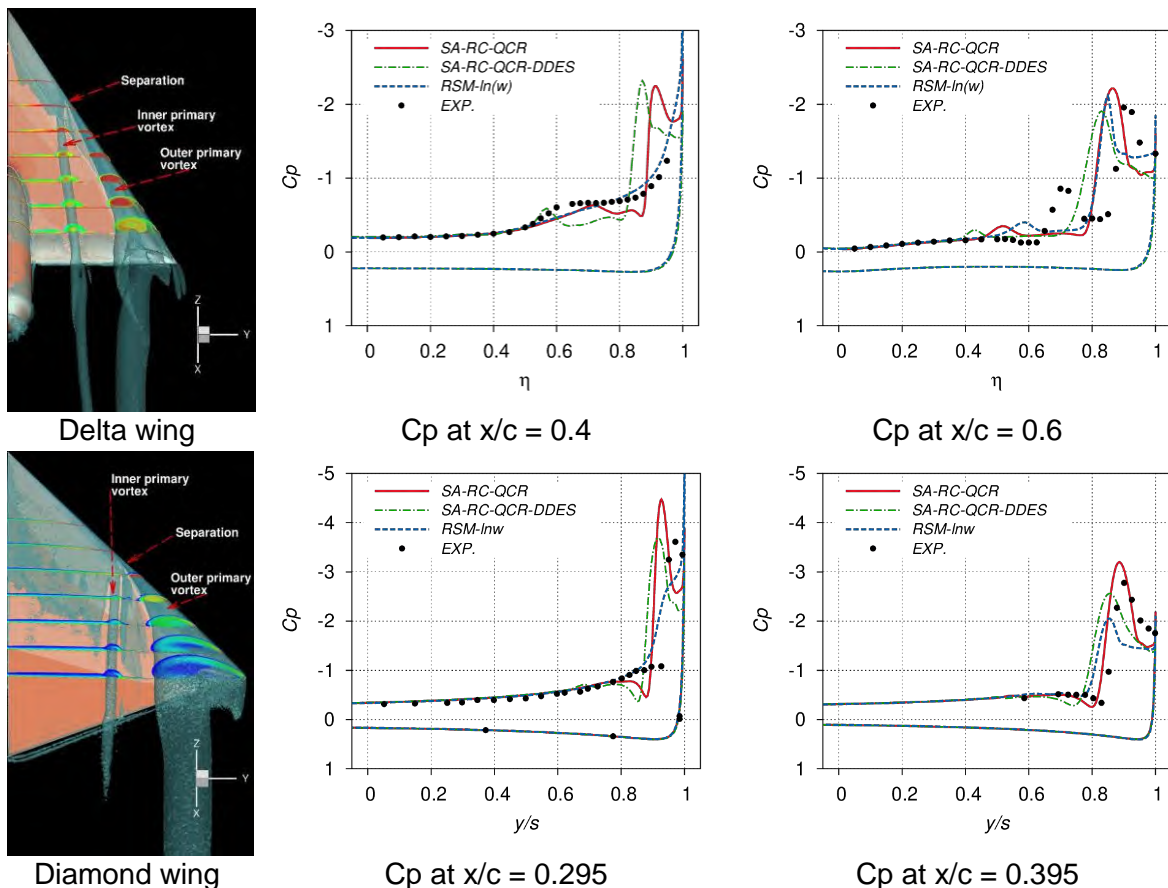 Separation
Inner primary
vortex
Outer primary
vortex
Z
Y
X
Delta wing
-3
-2
-1
0
1
Cp
SA-RC-QCR
SA-RC-QCR-DDES
RSM-ln(w)
EXP.
0 0.2 0.4 0.6 0.8 1
η
Cp at x/c = 0.4
-3
-2
-1
0
1
Cp
SA-RC-QCR
SA-RC-QCR-DDES
RSM-ln(w)
EXP.
0 0.2 0.4 0.6 0.8 1
η
Cp at x/c = 0.6
Inner primary
vortex
Separation
Outer primary
vortex
Z
Y
X
Diamond wing
-5
-4
-3
-2
-1
0
1
Cp
SA-RC-QCR
SA-RC-QCR-DDES
RSM-lnw
EXP.
0 0.2 0.4 0.6 0.8 1
y/s
Cp at x/c = 0.295
-5
-4
-3
-2
-1
0
1
Cp
SA-RC-QCR
SA-RC-QCR-DDES
RSM-lnw
EXP.
0 0.2 0.4 0.6 0.8 1
y/s
Cp at x/c = 0.395